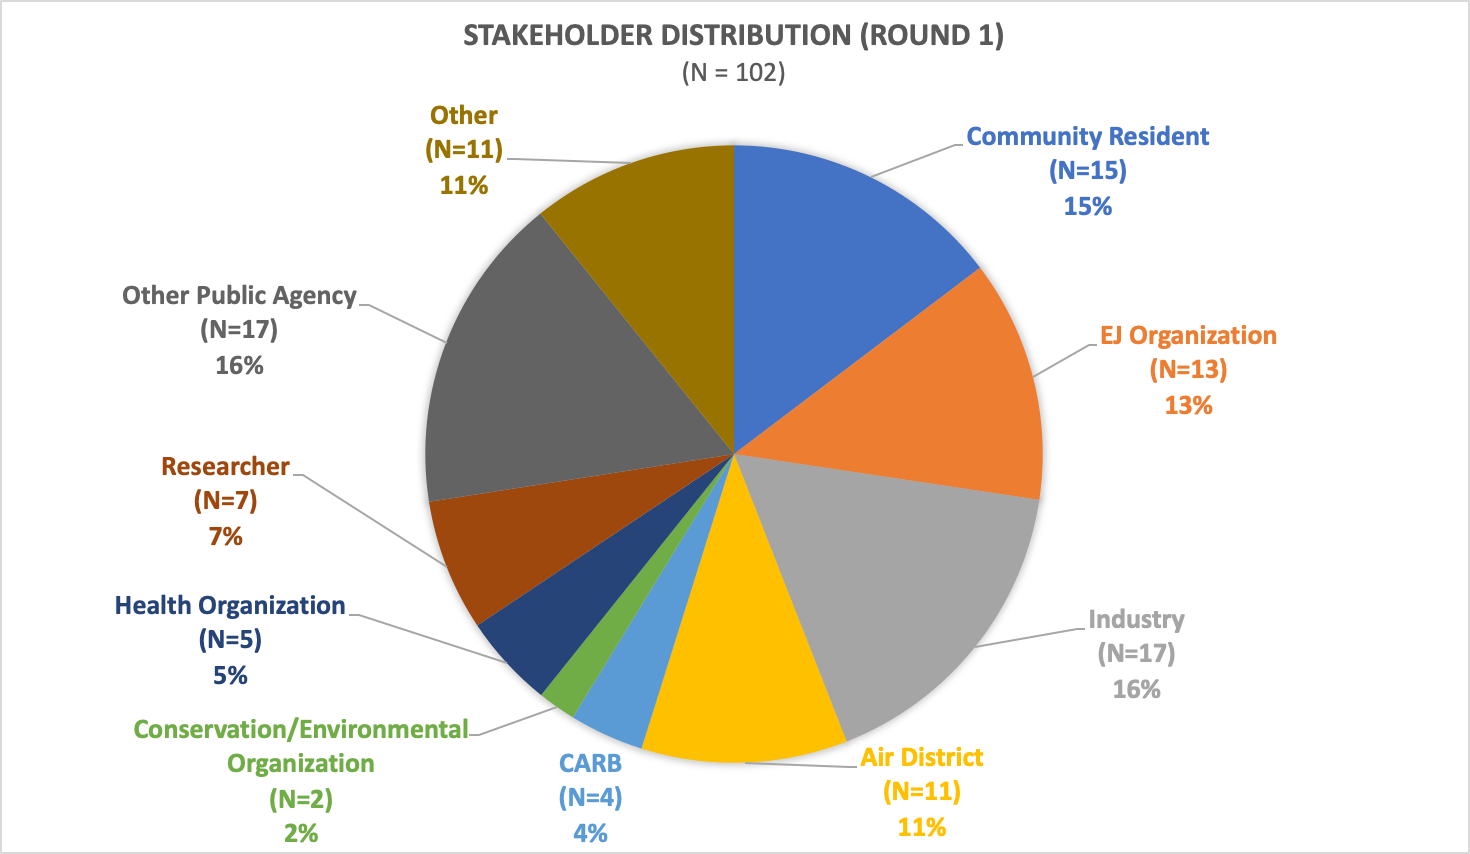 STAKEHOLDER DISTRIBUTION (ROUND 1)
(N = 102)
Community Resident
(N=15)
15%
EJ Organization
(N=13)
13%
Industry
(N=17)
16%
Air District
(N=11)
11%
CARB
(N=4)
4%
Conservation/Environmental
Organization
(N=2)
2%
Health Organization
(N=5)
5%
Researcher
(N=7)
7%
Other Public Agency
(N=17)
16%
Other
(N=11)
11%